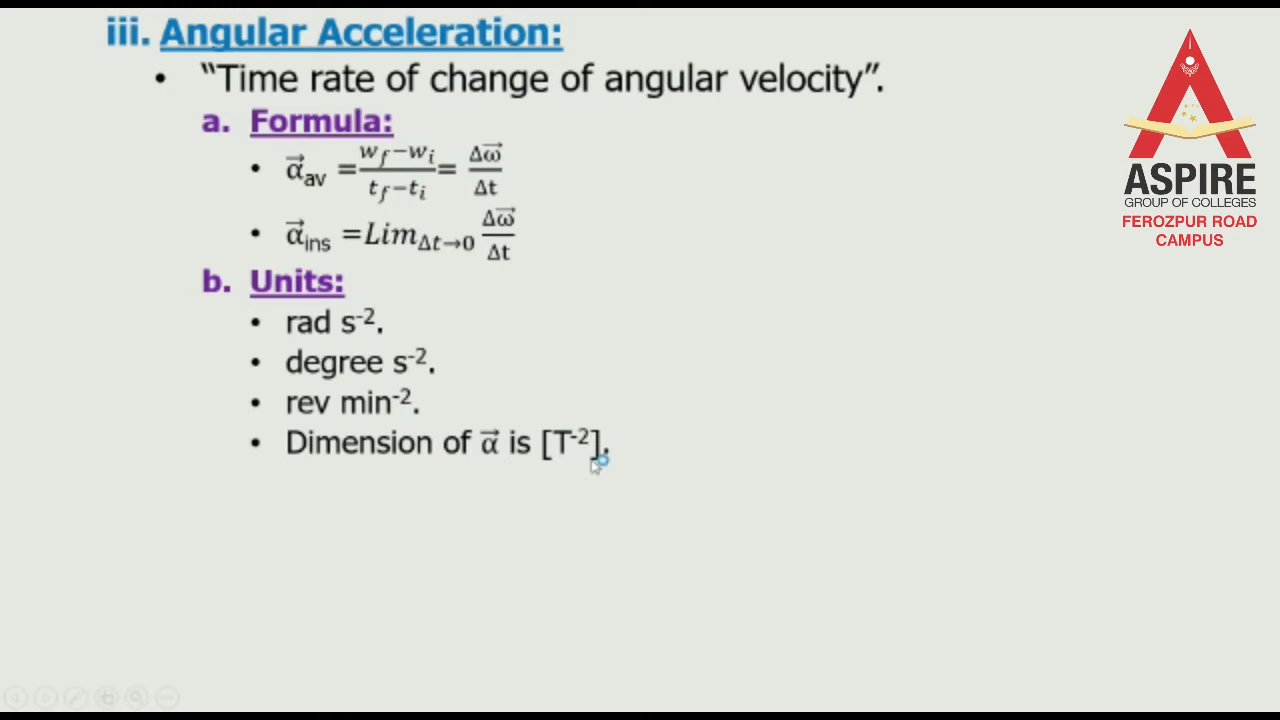 iii. Angular Acceleration:
• “Time rate of change of angular velocity”.
a. Formula:
• α⃗av = (wf−wi)/(tf−ti) = Δω⃗/Δt
• α⃗ins = LimΔt→0 Δω⃗/Δt
b. Units:
• rad s⁻².
• degree s⁻².
• rev min⁻².
• Dimension of α⃗ is [T⁻²].
ASPIRE
GROUP OF COLLEGES
FEROZPUR ROAD
CAMPUS